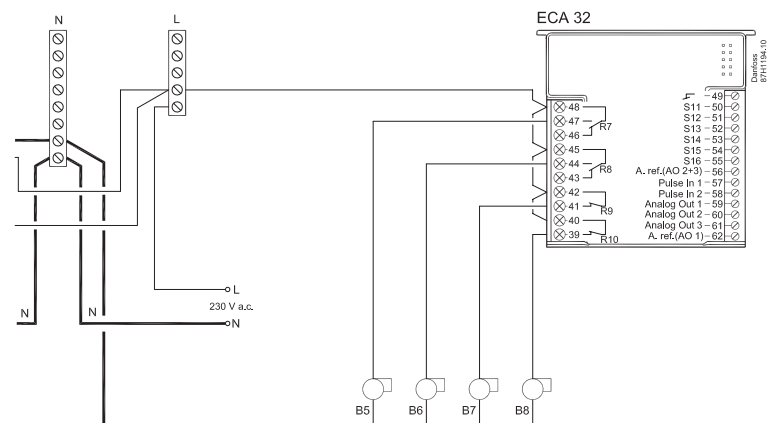 ECA 32
N
L
Danfoss
87H1194.10
48
47
46
R7
45
44
43
R8
42
41
R9
40
39
R10
49
S11 50
S12 51
S13 52
S14 53
S15 54
S16 55
A. ref.(AO 2+3) 56
Pulse In 1 57
Pulse In 2 58
Analog Out 1 59
Analog Out 2 60
Analog Out 3 61
A. ref.(AO 1) 62
L
230 V a.c.
N
N
N
B5
B6
B7
B8